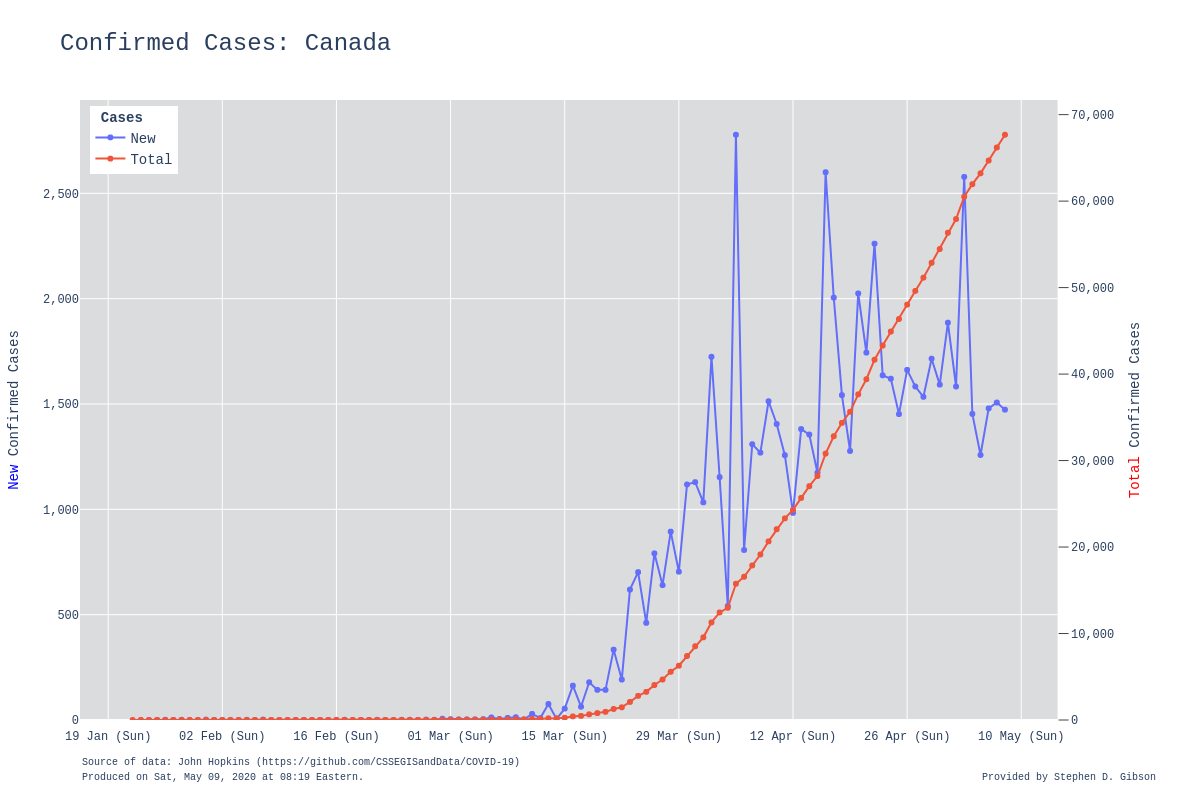 Confirmed Cases: Canada
Cases
New
Total
2,500
2,000
1,500
1,000
500
0
New Confirmed Cases
70,000
60,000
50,000
40,000
30,000
20,000
10,000
0
Total Confirmed Cases
19 Jan (Sun) 02 Feb (Sun) 16 Feb (Sun) 01 Mar (Sun) 15 Mar (Sun) 29 Mar (Sun) 12 Apr (Sun) 26 Apr (Sun) 10 May (Sun)
Source of data: John Hopkins (https://github.com/CSSEGISandData/COVID-19)
Produced on Sat, May 09, 2020 at 08:19 Eastern.
Provided by Stephen D. Gibson